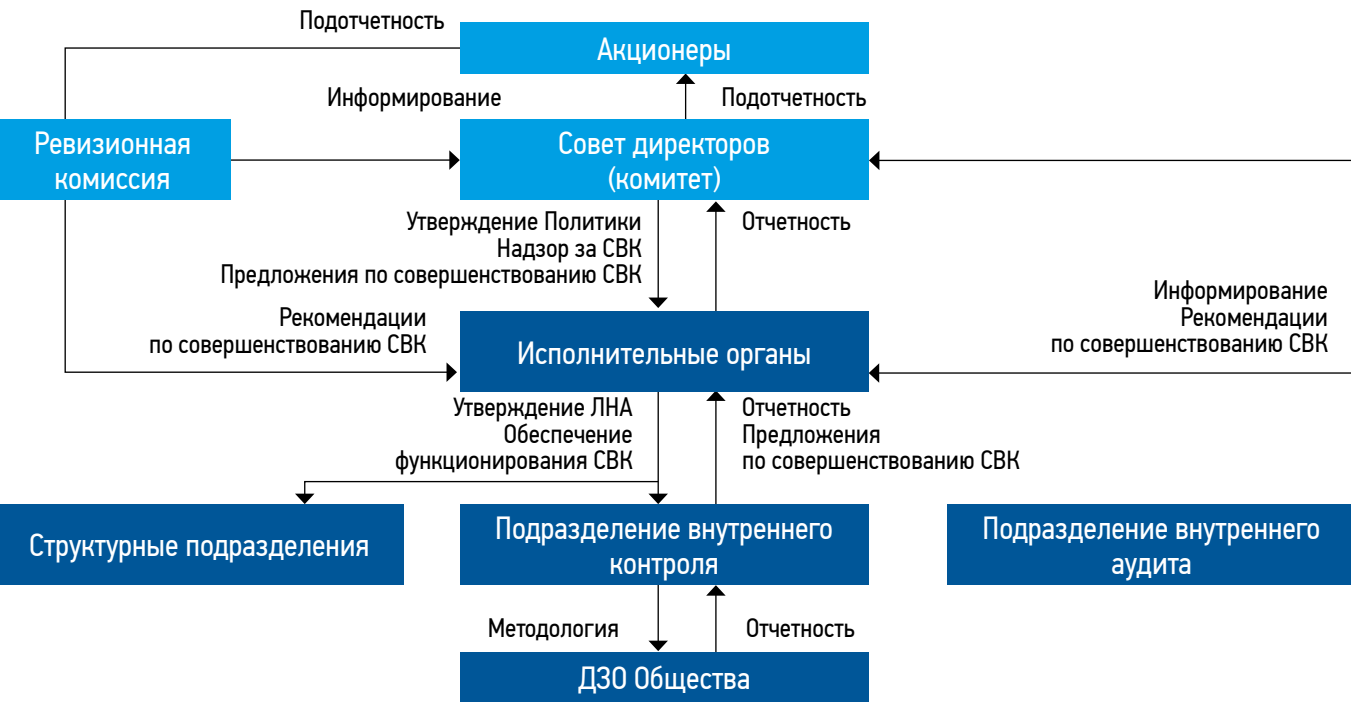 Подотчетность
Акционеры
Информирование
Подотчетность
Ревизионная
комиссия
Совет директоров
(комитет)
Утверждение Политики
Надзор за СВК
Предложения по совершенствованию СВК
Отчетность
Информирование
Рекомендации
по совершенствованию СВК
Рекомендации
по совершенствованию СВК
Исполнительные органы
Утверждение ЛНА
Обеспечение
функционирования СВК
Отчетность
Предложения
по совершенствованию СВК
Структурные подразделения
Подразделение внутреннего
контроля
Подразделение внутреннего
аудита
Методология
Отчетность
ДЗО Общества